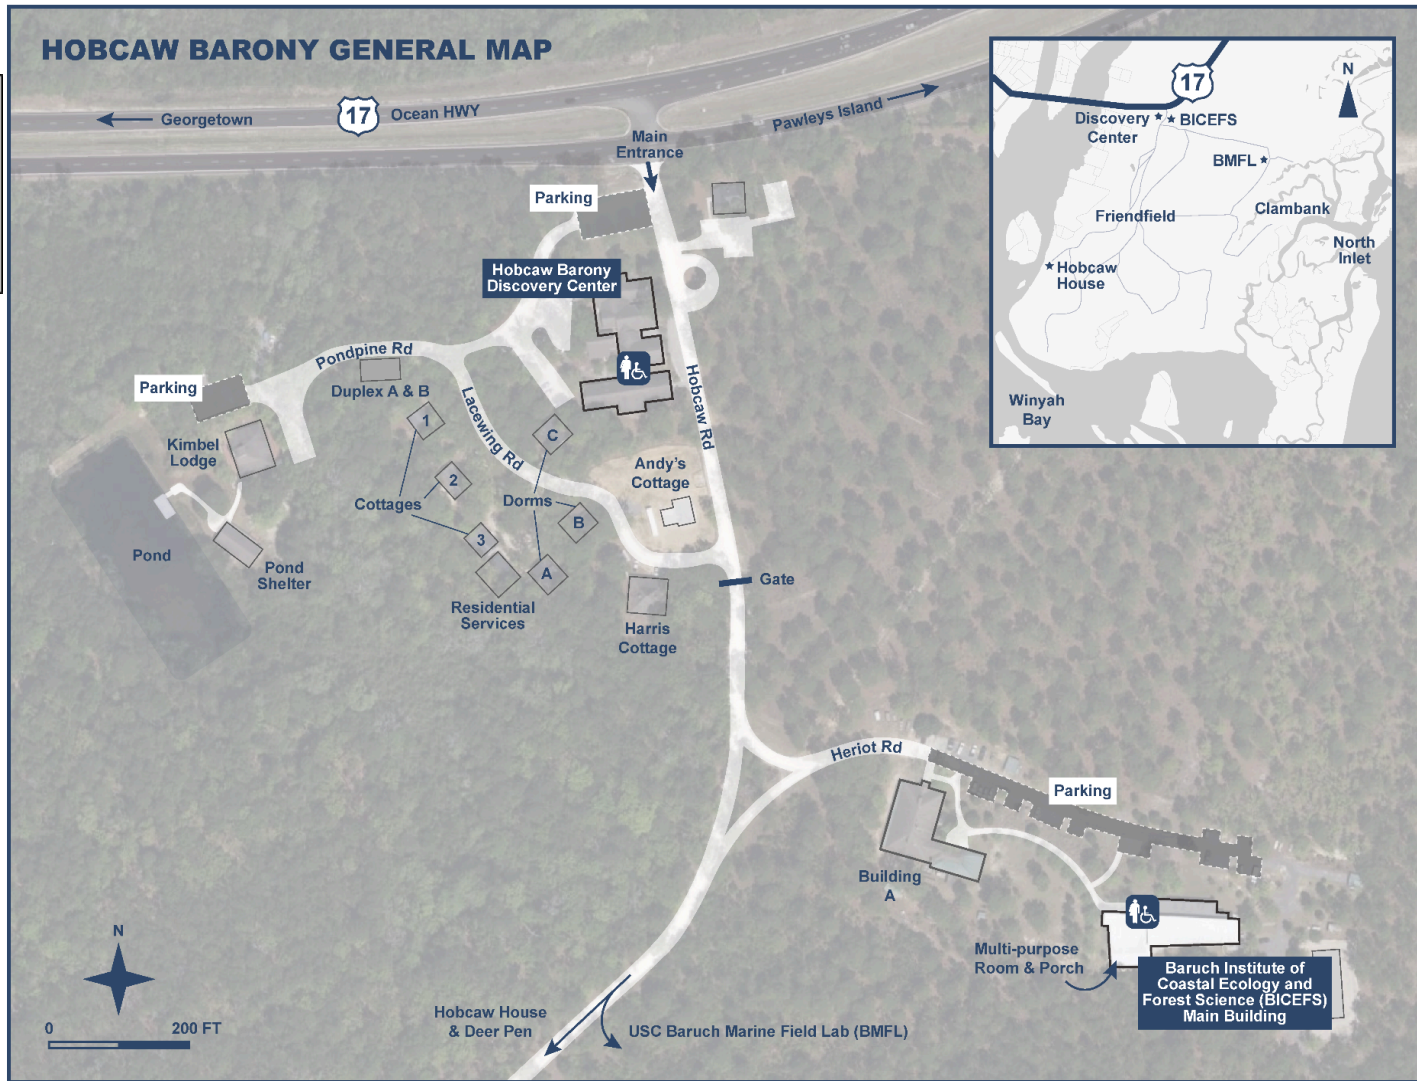 HOBCAW BARONY GENERAL MAP
Georgetown
17
Ocean HWY
Pawleys Island
Main
Entrance
Parking
Hobcaw Barony
Discovery Center
Pondpine Rd
Parking
Duplex A & B
Kimbel
Lodge
Lacewing Rd
Hobcaw Rd
1
2
3
Cottages
C
B
A
Dorms
Andy's
Cottage
Pond
Pond
Shelter
Residential
Services
Harris
Cottage
Gate
Heriot Rd
Parking
Building
A
Multi-purpose
Room & Porch
Baruch Institute of
Coastal Ecology and
Forest Science (BICEFS)
Main Building
Hobcaw House
& Deer Pen
USC Baruch Marine Field Lab (BMFL)
N
0
200 FT
17
N
Discovery
Center
BICEFS
BMFL
Friendfield
Clambank
North
Inlet
Hobcaw
House
Winyah
Bay